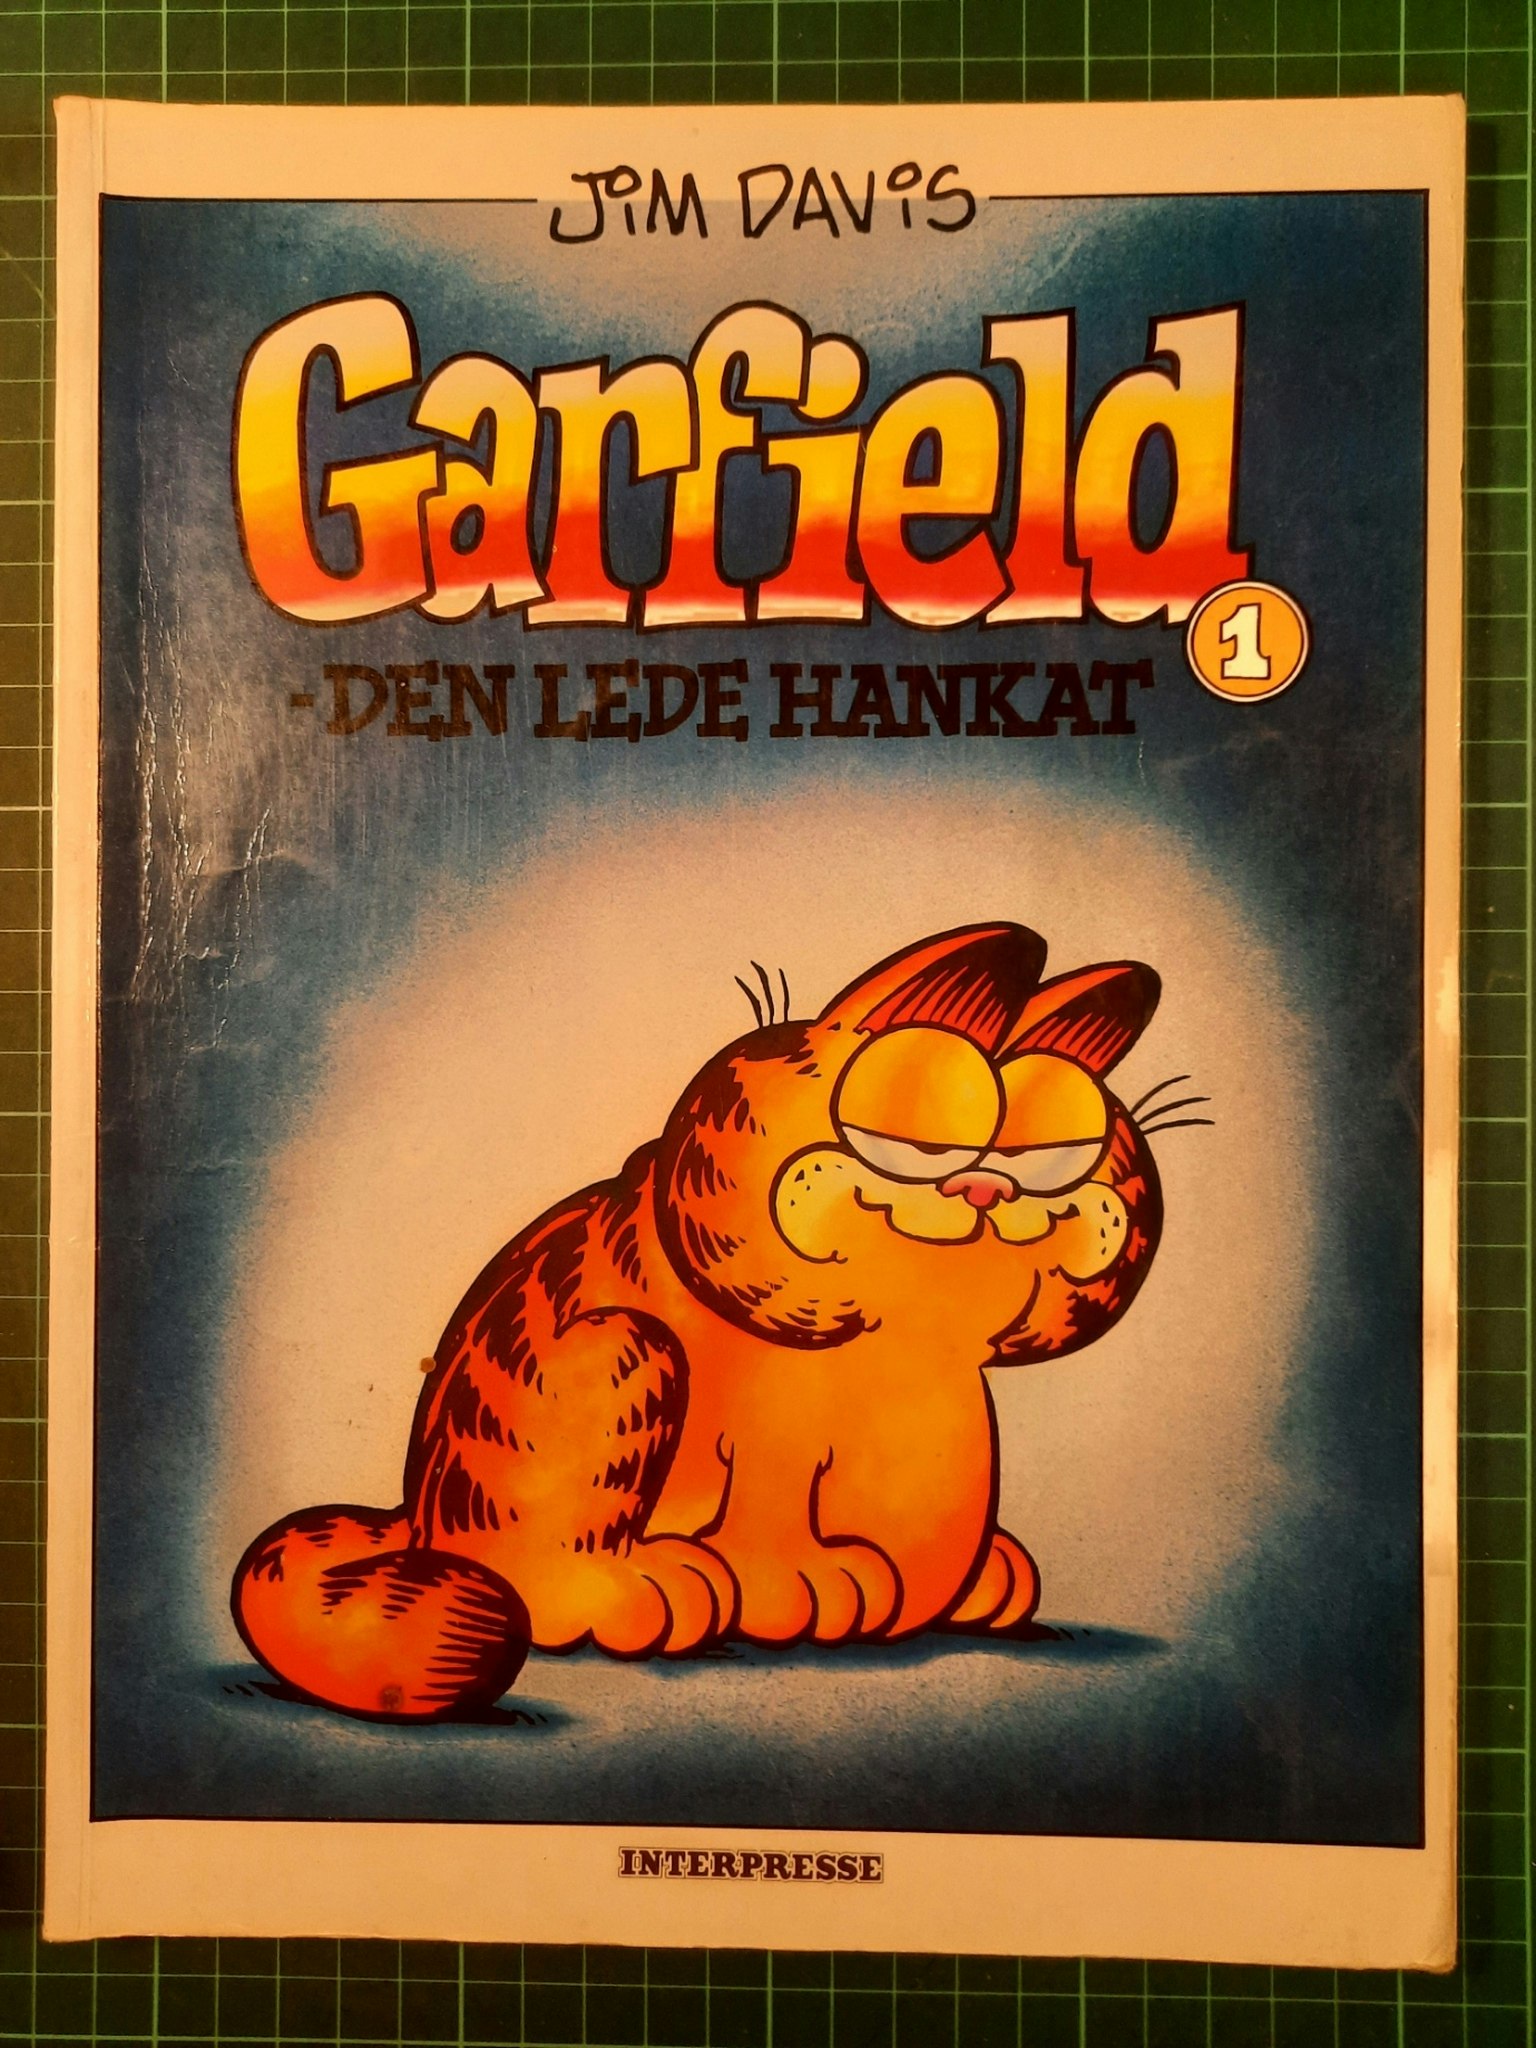 JiM DAViS
Garfield
1
-DEN LEDE HANKAT
INTERPRESSE